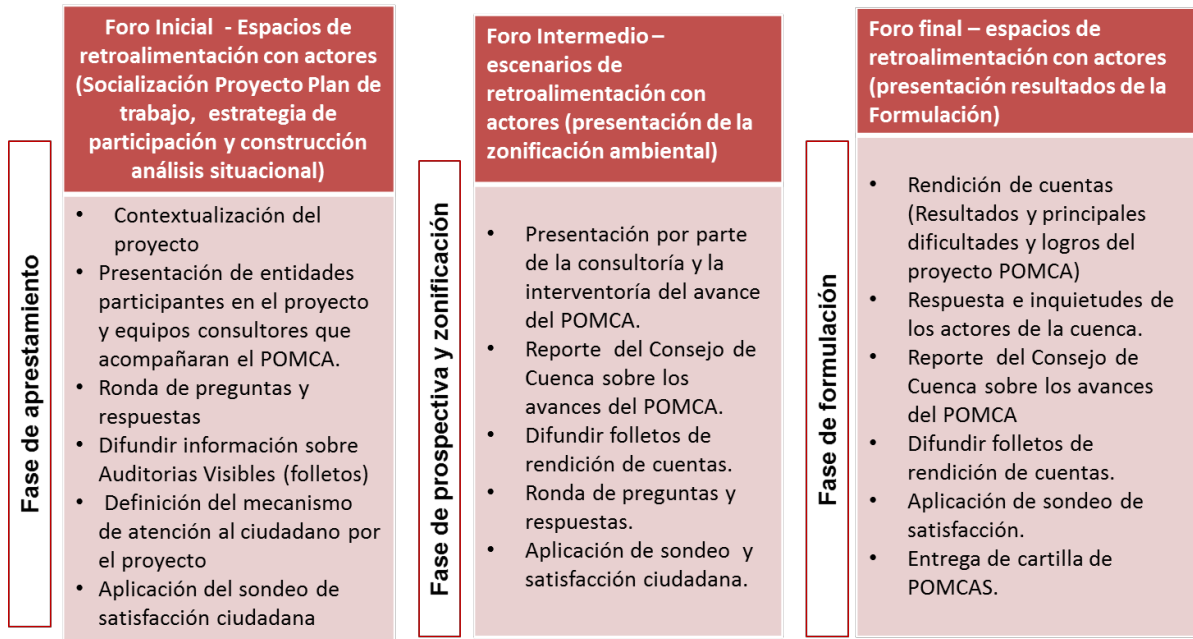 Fase de aprestamiento
Foro Inicial - Espacios de
retroalimentación con actores
(Socialización Proyecto Plan de
trabajo, estrategia de
participación y construcción
análisis situacional)
• Contextualización del
proyecto
• Presentación de entidades
participantes en el proyecto
y equipos consultores que
acompañaran el POMCA.
• Ronda de preguntas y
respuestas
• Difundir información sobre
Auditorias Visibles (folletos)
• Definición del mecanismo
de atención al ciudadano por
el proyecto
• Aplicación del sondeo de
satisfacción ciudadana
Fase de prospectiva y zonificación
Foro Intermedio –
escenarios de
retroalimentación con
actores (presentación de la
zonificación ambiental)
• Presentación por parte
de la consultoría y la
interventoría del avance
del POMCA.
• Reporte del Consejo de
Cuenca sobre los
avances del POMCA.
• Difundir folletos de
rendición de cuentas.
• Ronda de preguntas y
respuestas.
• Aplicación de sondeo y
satisfacción ciudadana.
Fase de formulación
Foro final – espacios de
retroalimentación con actores
(presentación resultados de la
Formulación)
• Rendición de cuentas
(Resultados y principales
dificultades y logros del
proyecto POMCA)
• Respuesta e inquietudes de
los actores de la cuenca.
• Reporte del Consejo de
Cuenca sobre los avances
del POMCA
• Difundir folletos de
rendición de cuentas.
• Aplicación de sondeo de
satisfacción.
• Entrega de cartilla de
POMCAS.